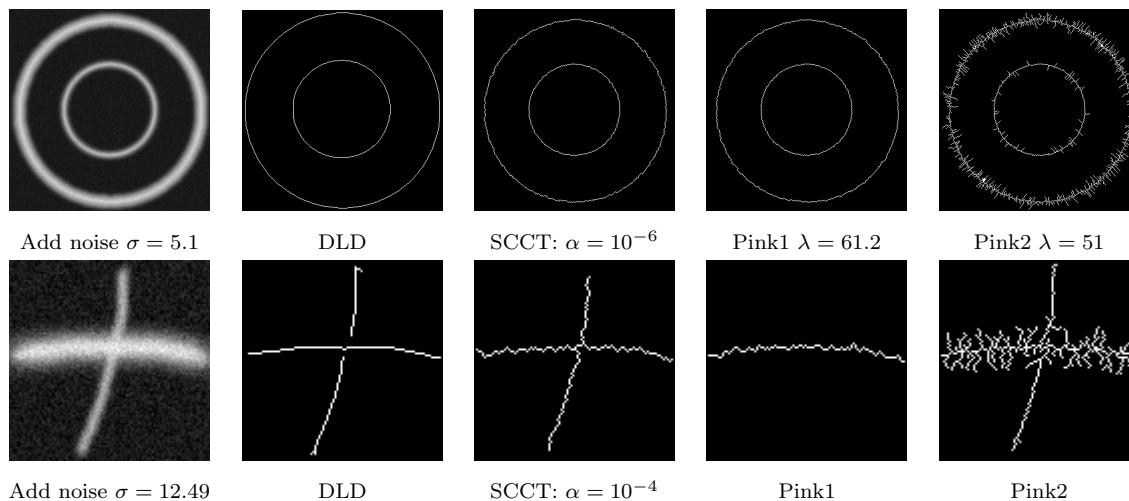 Add noise σ = 5.1 DLD SCCT: α = 10⁻⁶ Pink1 λ = 61.2 Pink2 λ = 51
Add noise σ = 12.49 DLD SCCT: α = 10⁻⁴ Pink1 Pink2